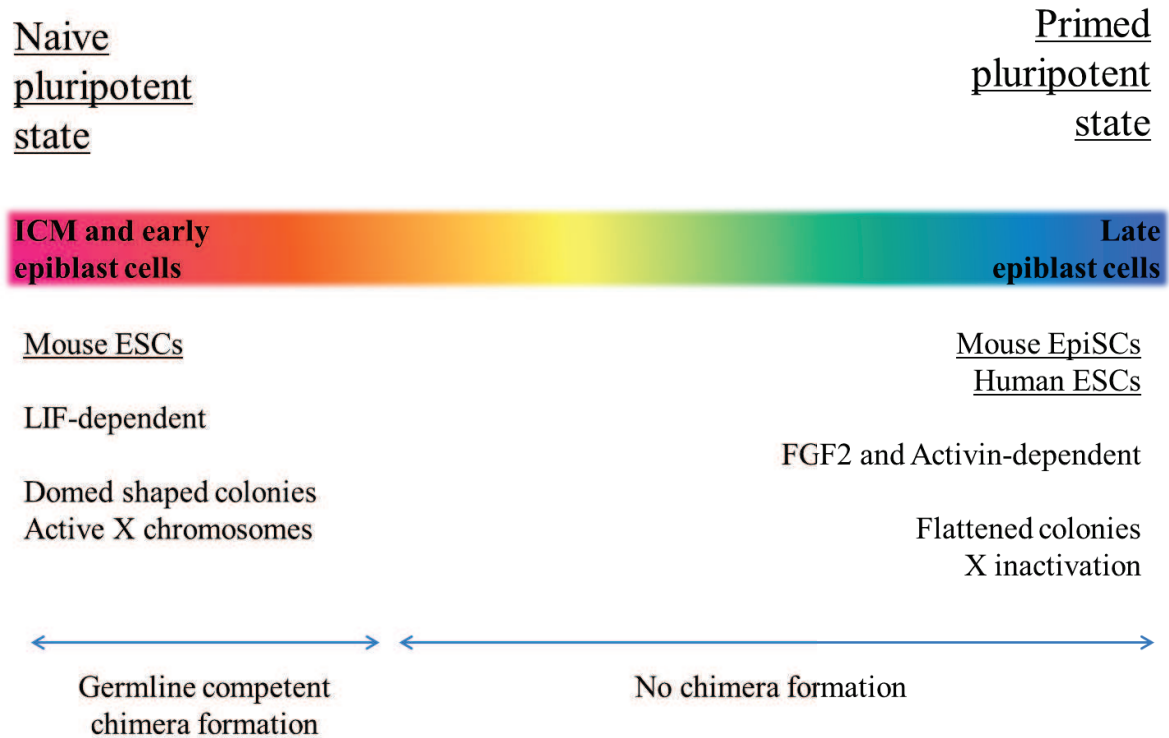 Naive
pluripotent
state
Primed
pluripotent
state
ICM and early
epiblast cells
Late
epiblast cells
Mouse ESCs
LIF-dependent
Domed shaped colonies
Active X chromosomes
Mouse EpiSCs
Human ESCs
FGF2 and Activin-dependent
Flattened colonies
X inactivation
Germline competent
chimera formation
No chimera formation